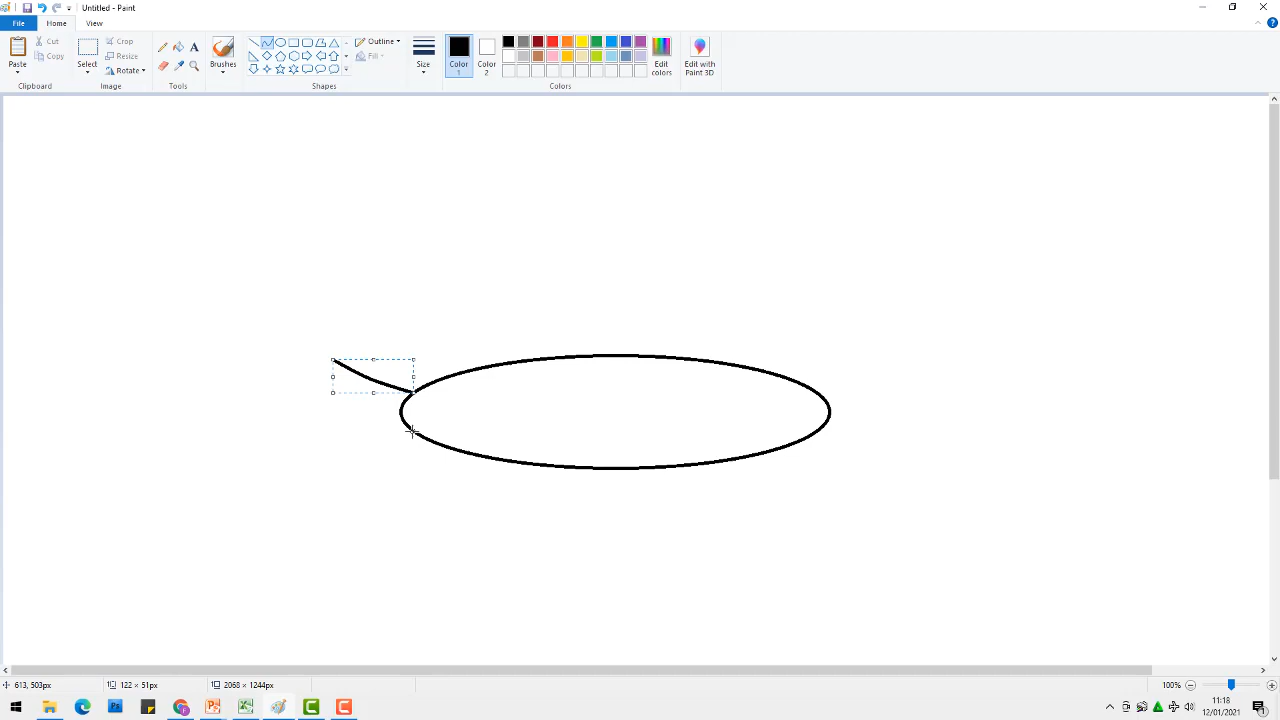 Untitled - Paint
File Home View
Paste
Cut
Copy
Clipboard
Select
Crop
Resize
Rotate
Image
Tools
Brushes
Outline
Fill
Shapes
Size
Color 1
Color 2
Edit colors
Colors
Edit with Paint 3D
613, 503px
122 × 51px
2068 × 1244px
100%
11:18
12/01/2021